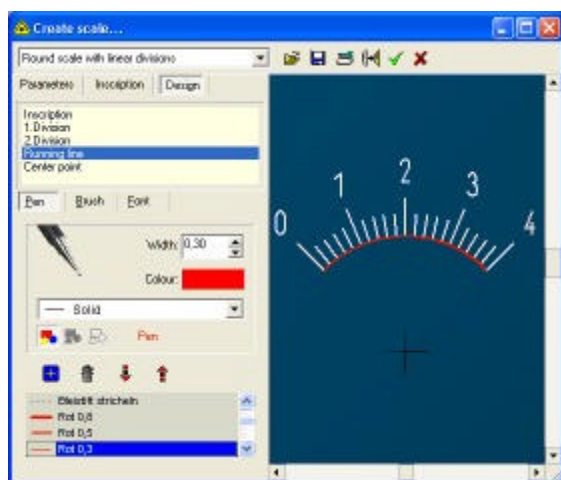 Create scale...
Round scale with linear divisions
Parameters Inscription Design
Inscription
1.Division
2.Division
Running line
Center point
Pen Brush Font
Width: 0,30
Colour:
Solid
Pen
Bleistift stricheln
Rot 0,8
Rot 0,5
Rot 0,3
0 1 2 3 4